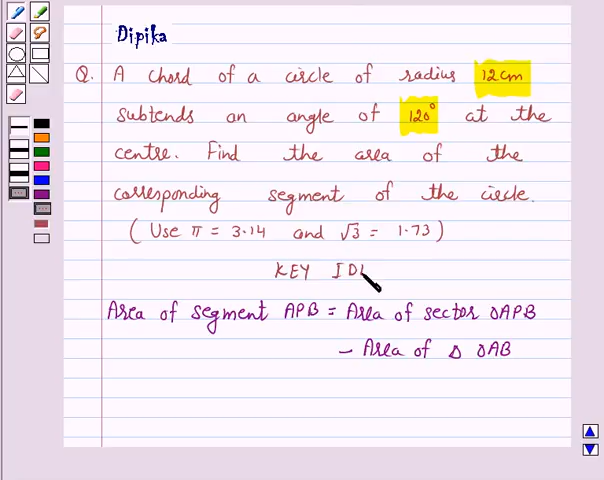 Dipika
Q. A chord of a circle of radius 12cm
subtends an angle of 120° at the
centre. Find the area of the
corresponding segment of the circle.
( Use π = 3.14 and √3 = 1.73 )
KEY ID
Area of segment APB = Area of sector OAPB
− Area of Δ OAB